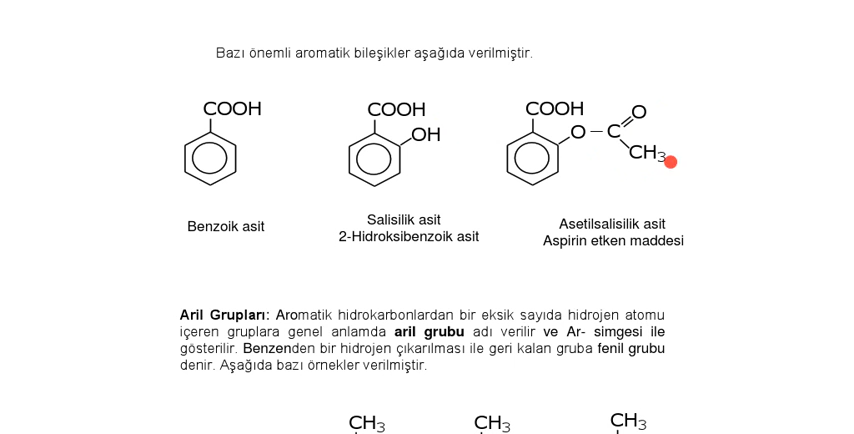 Bazı önemli aromatik bileşikler aşağıda verilmiştir.
COOH
COOH
OH
COOH
O
O – C
CH3
Benzoik asit
Salisilik asit
2-Hidroksibenzoik asit
Asetilsalisilik asit
Aspirin etken maddesi
Aril Grupları: Aromatik hidrokarbonlardan bir eksik sayıda hidrojen atomu
içeren gruplara genel anlamda aril grubu adı verilir ve Ar- simgesi ile
gösterilir. Benzenden bir hidrojen çıkarılması ile geri kalan gruba fenil grubu
denir. Aşağıda bazı örnekler verilmiştir.
CH3
CH3
CH3